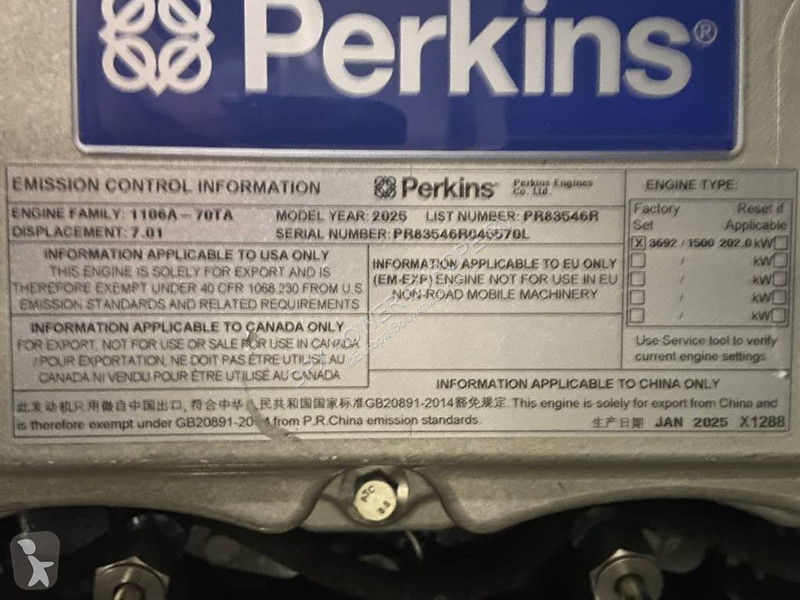 Perkins®
EMISSION CONTROL INFORMATION
Perkins®
Perkins Engines
Co. Ltd.
ENGINE FAMILY: 1106A – 70TA MODEL YEAR: 2025 LIST NUMBER: PR83546R
DISPLACEMENT: 7.01 SERIAL NUMBER: PR83546R
INFORMATION APPLICABLE TO USA ONLY
THIS ENGINE IS SOLELY FOR EXPORT AND IS
THEREFORE EXEMPT UNDER 40 CFR 1068.230 FROM U.S.
EMISSION STANDARDS AND RELATED REQUIREMENTS
INFORMATION APPLICABLE TO EU ONLY
(EM-EXP) ENGINE NOT FOR USE IN EU
NON-ROAD MOBILE MACHINERY
INFORMATION APPLICABLE TO CANADA ONLY
FOR EXPORT. NOT FOR USE OR SALE FOR USE IN CANADA
/ POUR EXPORTATION. NE DOIT PAS ÊTRE UTILISÉ AU
CANADA NI VENDU POUR ÊTRE UTILISÉ AU CANADA
ENGINE TYPE:
Factory Reset if
Set Applicable
X 3692 / 1500 202.0 kW
/ kW
/ kW
/ kW
/ kW
Use Service tool to verify
current engine settings
INFORMATION APPLICABLE TO CHINA ONLY
此发动机只用做自中国出口, 符合中华人民共和国国家标准GB20891-2014豁免规定. This engine is solely for export from China and
is therefore exempt under GB20891-2014 from P.R.China emission standards. 生产日期 JAN 2025 X1288
ATC
8.8